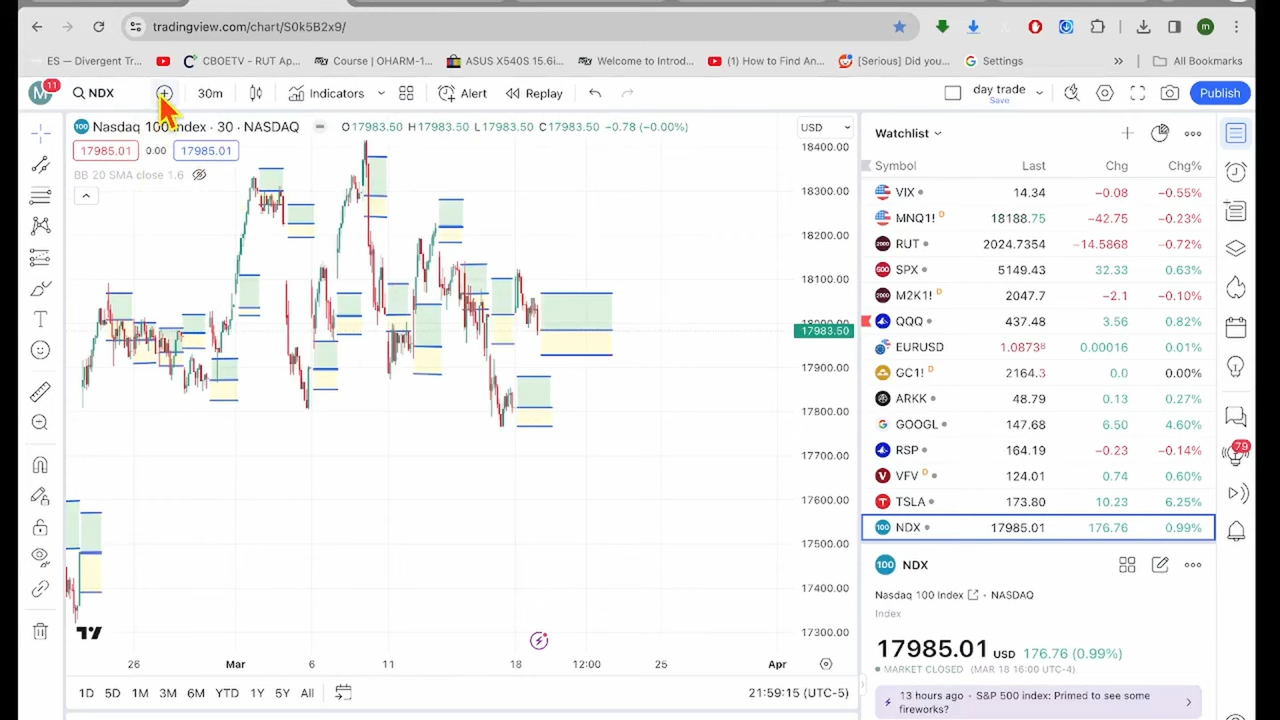 tradingview.com/chart/S0k5B2x9/
ES — Divergent Tr... CBOETV – RUT Ap... Course | OHARM-1... ASUS X540S 15.6i... Welcome to Introd... (1) How to Find An... [Serious] Did you... Settings » All Bookmarks
M 11 NDX 30m Indicators Alert Replay day trade Save Publish
100 Nasdaq 100 Index · 30 · NASDAQ O17983.50 H17983.50 L17983.50 C17983.50 −0.78 (−0.00%) USD
17985.01 0.00 17985.01
BB 20 SMA close 1.6
18400.00
18300.00
18200.00
18100.00
18000.00
17983.50
17900.00
17800.00
17700.00
17600.00
17500.00
17400.00
17300.00
26 Mar 6 11 18 12:00 25 Apr
1D 5D 1M 3M 6M YTD 1Y 5Y All 21:59:15 (UTC-5)
Watchlist
Symbol Last Chg Chg%
VIX 14.34 −0.08 −0.55%
MNQ1! D 18188.75 −42.75 −0.23%
RUT 2024.7354 −14.5868 −0.72%
SPX 5149.43 32.33 0.63%
M2K1! D 2047.7 −2.1 −0.10%
QQQ 437.48 3.56 0.82%
EURUSD 1.08738 0.00016 0.01%
GC1! D 2164.3 0.0 0.00%
ARKK 48.79 0.13 0.27%
GOOGL 147.68 6.50 4.60%
RSP 164.19 −0.23 −0.14%
VFV D 124.01 0.74 0.60%
TSLA 173.80 10.23 6.25%
NDX 17985.01 176.76 0.99%
79
100 NDX
Nasdaq 100 Index • NASDAQ
Index
17985.01 USD 176.76 (0.99%)
MARKET CLOSED (MAR 18 16:00 UTC-4)
13 hours ago • S&P 500 index: Primed to see some
fireworks?